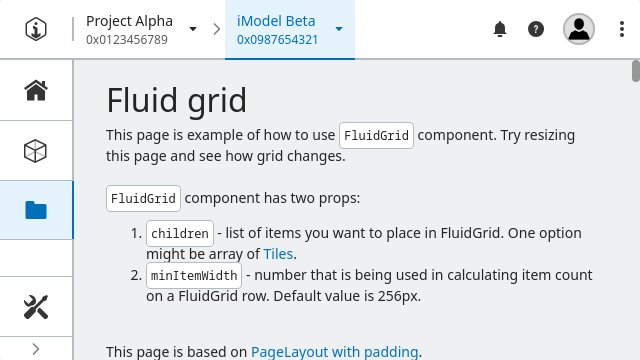 Project Alpha
0x0123456789
iModel Beta
0x0987654321
Fluid grid
This page is example of how to use FluidGrid component. Try resizing
this page and see how grid changes.
FluidGrid component has two props:
1. children - list of items you want to place in FluidGrid. One option
might be array of Tiles.
2. minItemWidth - number that is being used in calculating item count
on a FluidGrid row. Default value is 256px.
This page is based on PageLayout with padding.